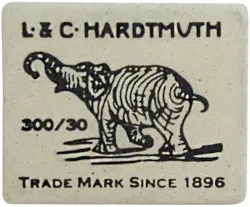 L·& C·HARDTMUTH
300/30
TRADE MARK SINCE 1896